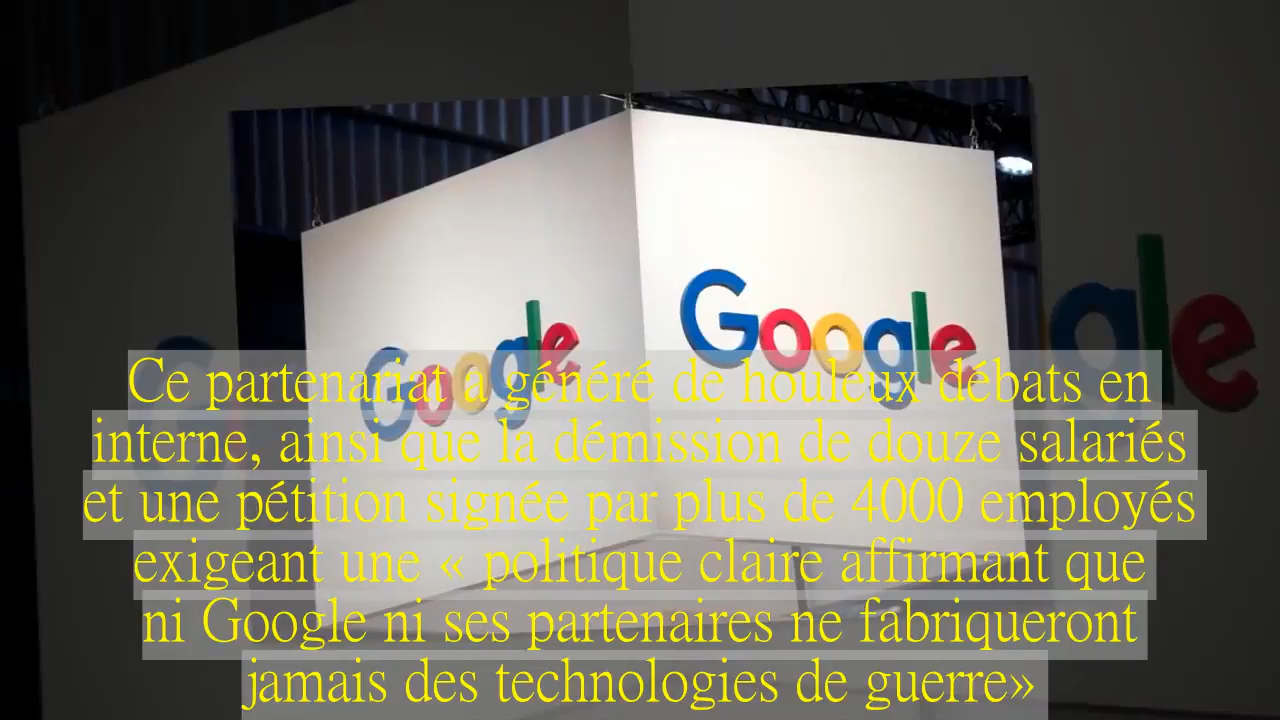 Google
Google
gle
Ce partenariat a généré de houleux débats en
interne, ainsi que la démission de douze salariés
et une pétition signée par plus de 4000 employés
exigeant une « politique claire affirmant que
ni Google ni ses partenaires ne fabriqueront
jamais des technologies de guerre»